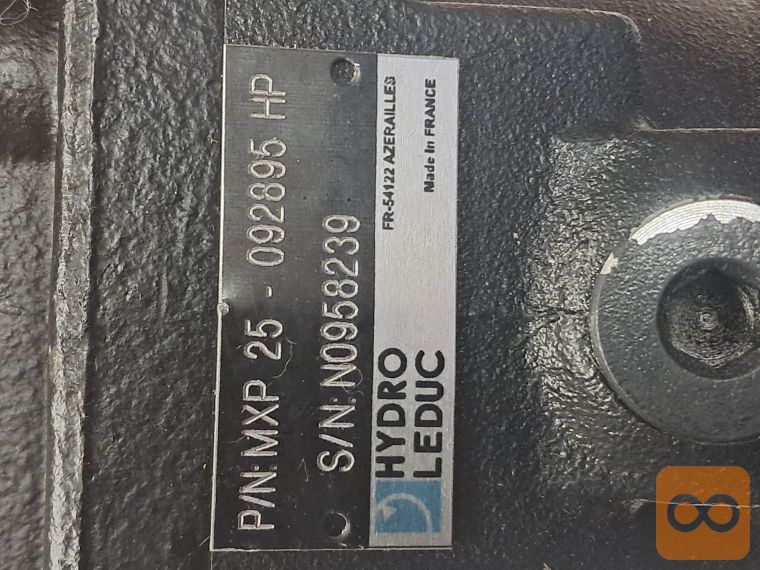 P/N:MXP 25 - 092895 HP
S/N:N0958239
HYDRO
LEDUC
FR-54122 AZERAILLES
Made in FRANCE